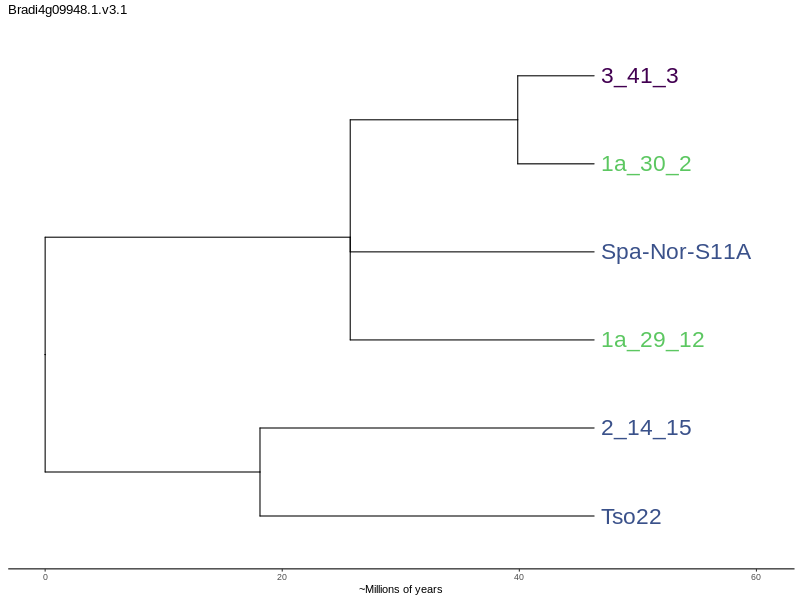 Bradi4g09948.1.v3.1
3_41_3
1a_30_2
Spa-Nor-S11A
1a_29_12
2_14_15
Tso22
0 20 40 60
~Millions of years